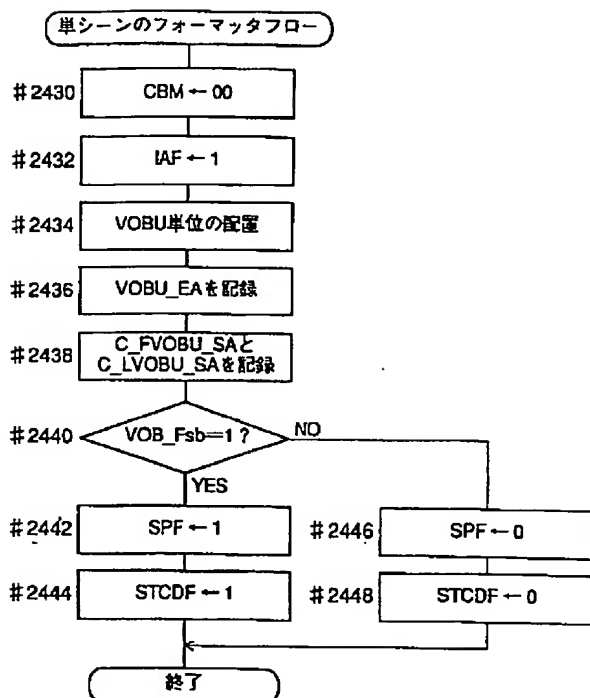 単シーンのフォーマッタフロー
#2430
CBM ← 00
#2432
IAF ← 1
#2434
VOBU単位の配置
#2436
VOBU_EAを記録
#2438
C_FVOBU_SAと
C_LVOBU_SAを記録
#2440
VOB_Fsb=1 ?
NO
YES
#2442
SPF ← 1
#2446
SPF ← 0
#2444
STCDF ← 1
#2448
STCDF ← 0
終了